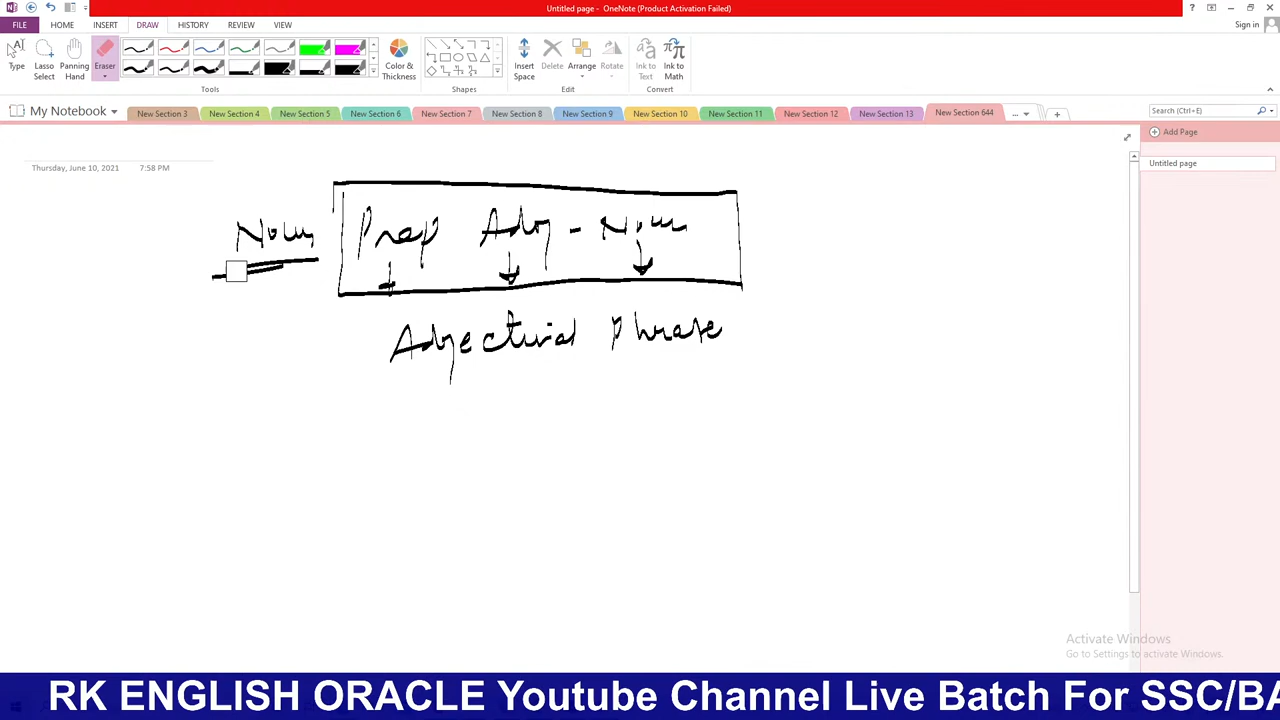 Untitled page - OneNote (Product Activation Failed)
FILE HOME INSERT DRAW HISTORY REVIEW VIEW
Sign in
Type
Lasso Select
Panning Hand
Eraser
Color & Thickness
Insert Space
Delete
Arrange
Rotate
Ink to Text
Ink to Math
Tools
Shapes
Edit
Convert
My Notebook
New Section 3 New Section 4 New Section 5 New Section 6 New Section 7 New Section 8 New Section 9 New Section 10 New Section 11 New Section 12 New Section 13 New Section 644 ...
Search (Ctrl+E)
Add Page
Untitled page
Thursday, June 10, 2021 7:58 PM
Noun Prep Adj - Noun
Adjectival Phrase
Activate Windows
Go to Settings to activate Windows.
RK ENGLISH ORACLE Youtube Channel Live Batch For SSC/BA